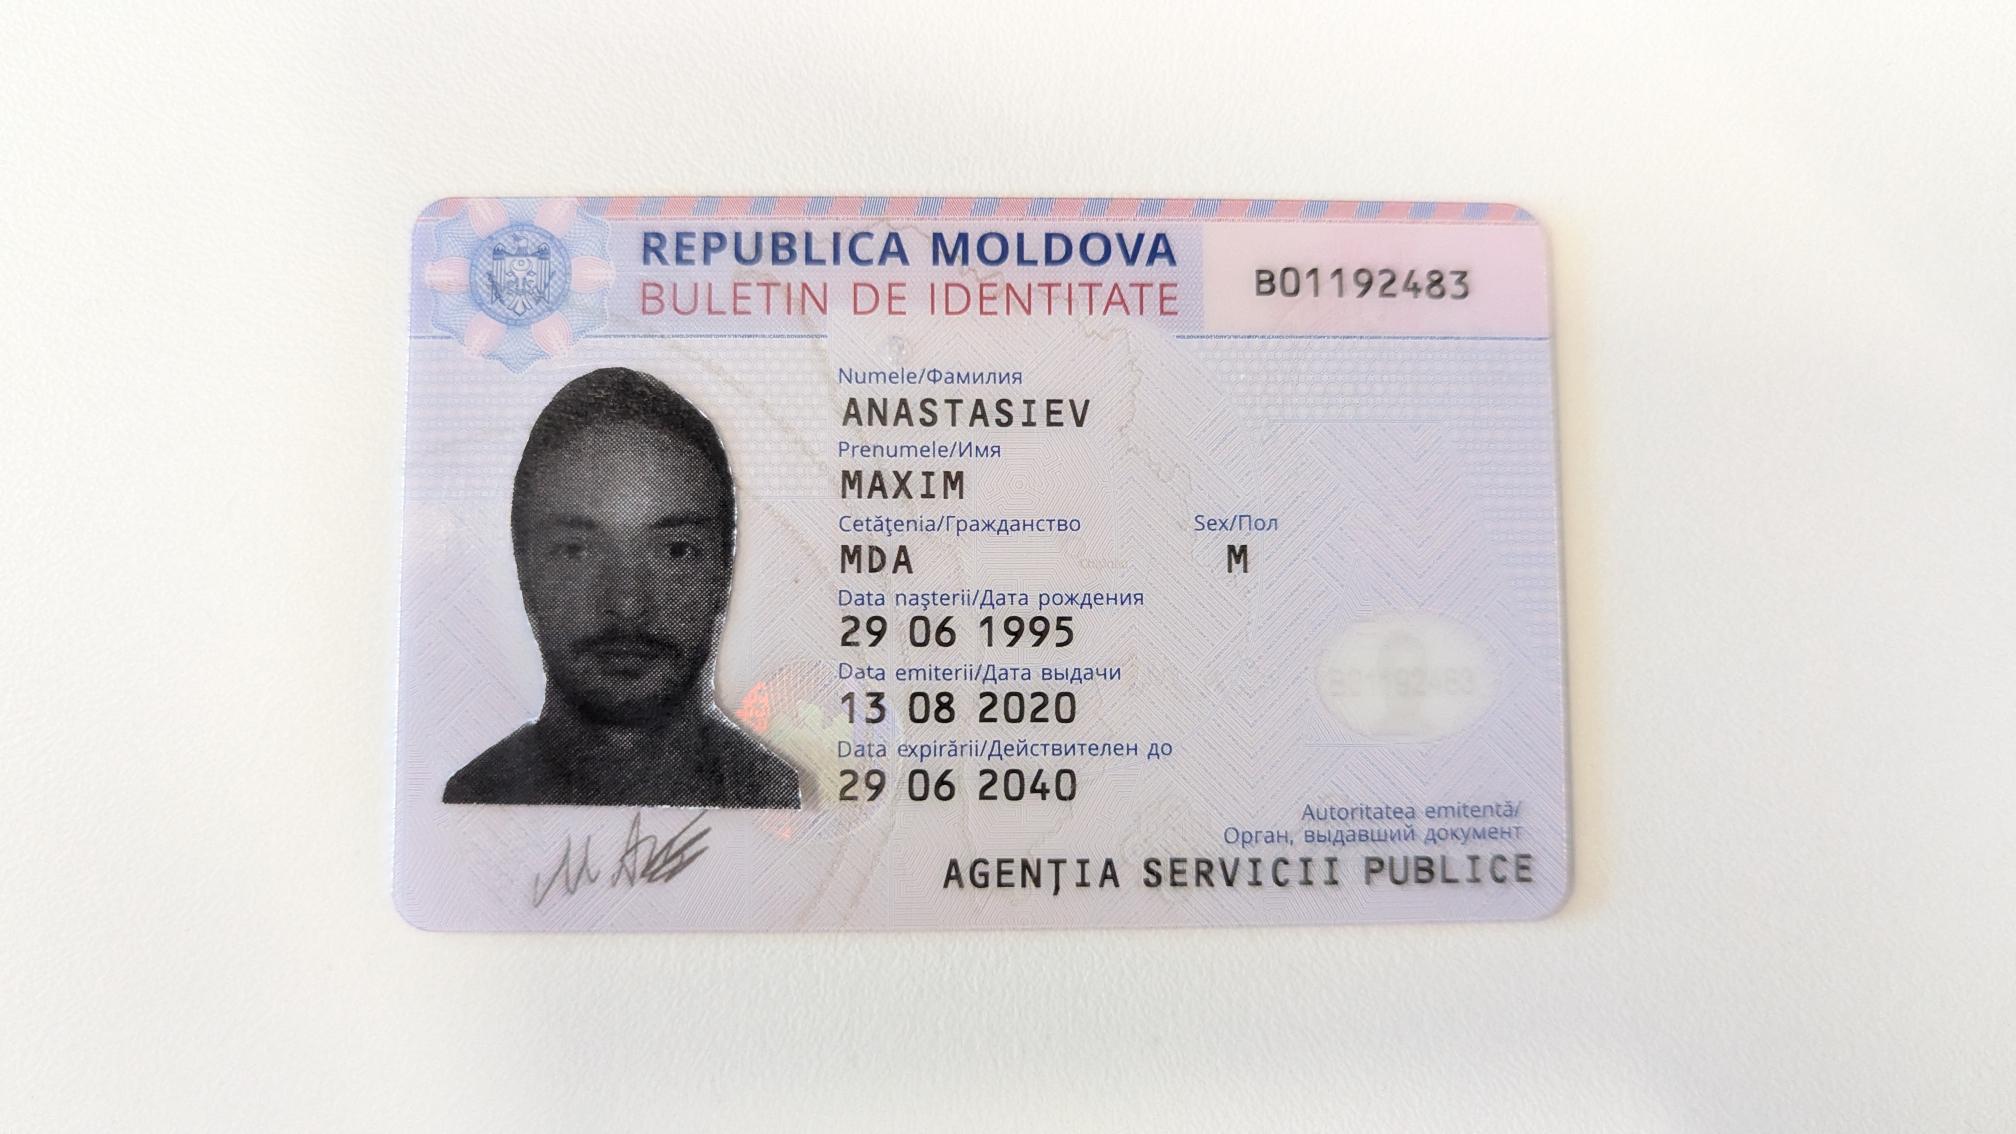 REPUBLICA MOLDOVA
BULETIN DE IDENTITATE
B01192483
Numele/Фамилия
ANASTASIEV
Prenumele/Имя
MAXIM
Cetăţenia/Гражданство
MDA
Sex/Пол
M
Data naşterii/Дата рождения
29 06 1995
Data emiterii/Дата выдачи
13 08 2020
Data expirării/Действителен до
29 06 2040
Autoritatea emitentă/
Орган, выдавший документ
AGENŢIA SERVICII PUBLICE